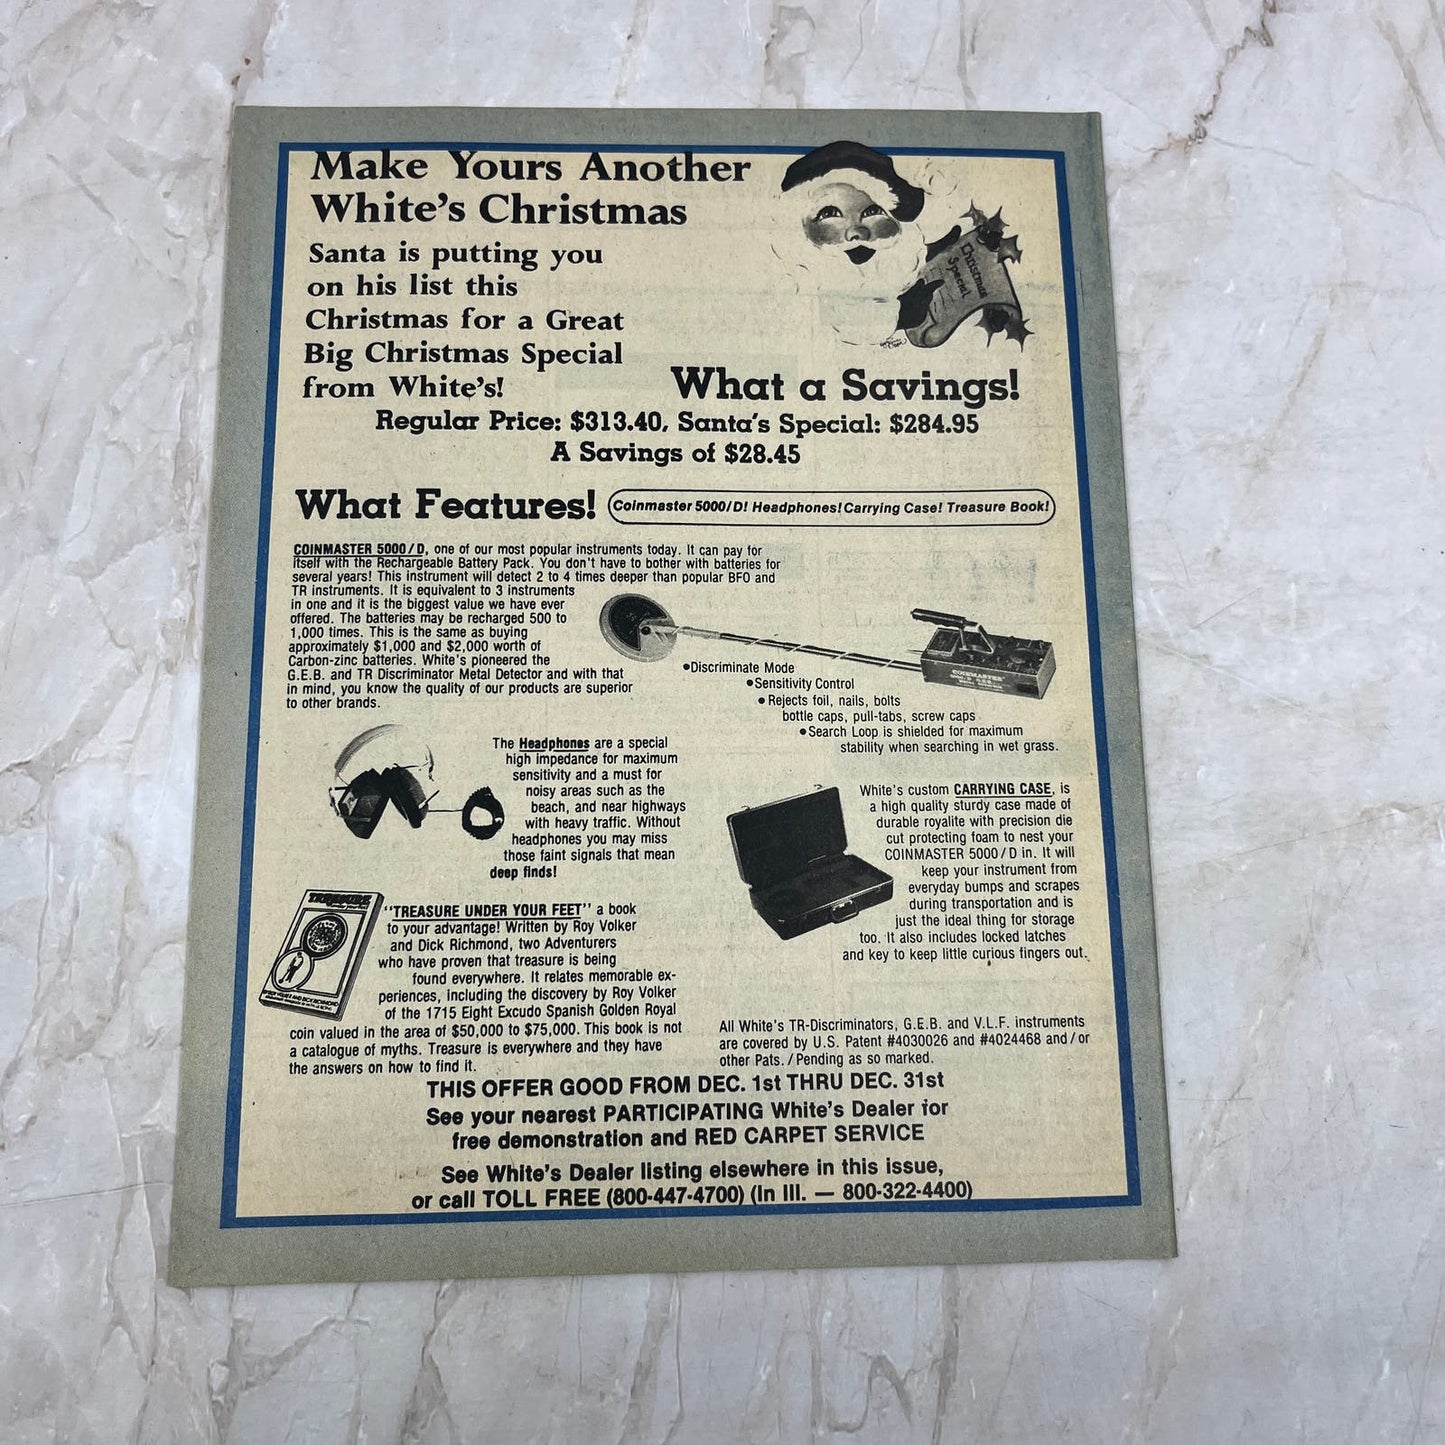 Make Yours Another
White's Christmas
Santa is putting you
on his list this
Christmas for a Great
Big Christmas Special
from White's!
Christmas
Special
What a Savings!
Regular Price: $313.40, Santa's Special: $284.95
A Savings of $28.45
What Features!
Coinmaster 5000/D! Headphones! Carrying Case! Treasure Book!
COINMASTER 5000/D, one of our most popular instruments today. It can pay for
itself with the Rechargeable Battery Pack. You don't have to bother with batteries for
several years! This instrument will detect 2 to 4 times deeper than popular BFO and
TR instruments. It is equivalent to 3 instruments
in one and it is the biggest value we have ever
offered. The batteries may be recharged 500 to
1,000 times. This is the same as buying
approximately $1,000 and $2,000 worth of
Carbon-zinc batteries. White's pioneered the
G.E.B. and TR Discriminator Metal Detector and with that
in mind, you know the quality of our products are superior
to other brands.
COINMASTER
•Discriminate Mode
•Sensitivity Control
•Rejects foil, nails, bolts
bottle caps, pull-tabs, screw caps
•Search Loop is shielded for maximum
stability when searching in wet grass.
The Headphones are a special
high impedance for maximum
sensitivity and a must for
noisy areas such as the
beach, and near highways
with heavy traffic. Without
headphones you may miss
those faint signals that mean
deep finds!
White's custom CARRYING CASE, is
a high quality sturdy case made of
durable royalite with precision die
cut protecting foam to nest your
COINMASTER 5000/D in. It will
keep your instrument from
everyday bumps and scrapes
during transportation and is
just the ideal thing for storage
too. It also includes locked latches
and key to keep little curious fingers out.
TREASURE
ROY VOLKER AND DICK RICHMOND
"TREASURE UNDER YOUR FEET" a book
to your advantage! Written by Roy Volker
and Dick Richmond, two Adventurers
who have proven that treasure is being
found everywhere. It relates memorable ex-
periences, including the discovery by Roy Volker
of the 1715 Eight Excudo Spanish Golden Royal
coin valued in the area of $50,000 to $75,000. This book is not
a catalogue of myths. Treasure is everywhere and they have
the answers on how to find it.
All White's TR-Discriminators, G.E.B. and V.L.F. instruments
are covered by U.S. Patent #4030026 and #4024468 and/or
other Pats./Pending as so marked.
THIS OFFER GOOD FROM DEC. 1st THRU DEC. 31st
See your nearest PARTICIPATING White's Dealer for
free demonstration and RED CARPET SERVICE
See White's Dealer listing elsewhere in this issue,
or call TOLL FREE (800-447-4700) (In Ill. — 800-322-4400)